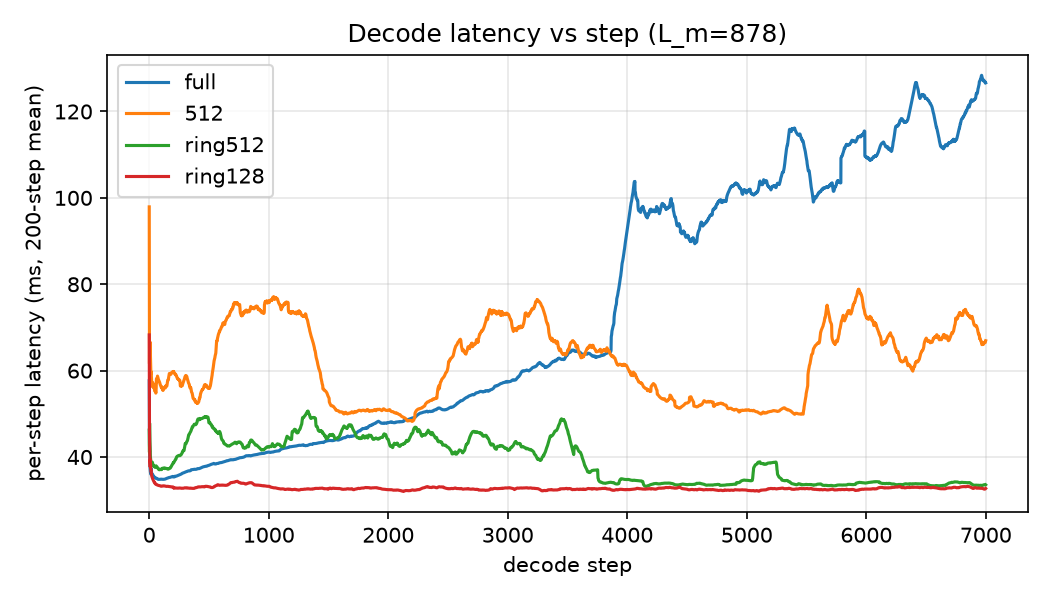 Decode latency vs step (L_m=878)
full
512
ring512
ring128
per-step latency (ms, 200-step mean)
120
100
80
60
40
0 1000 2000 3000 4000 5000 6000 7000
decode step